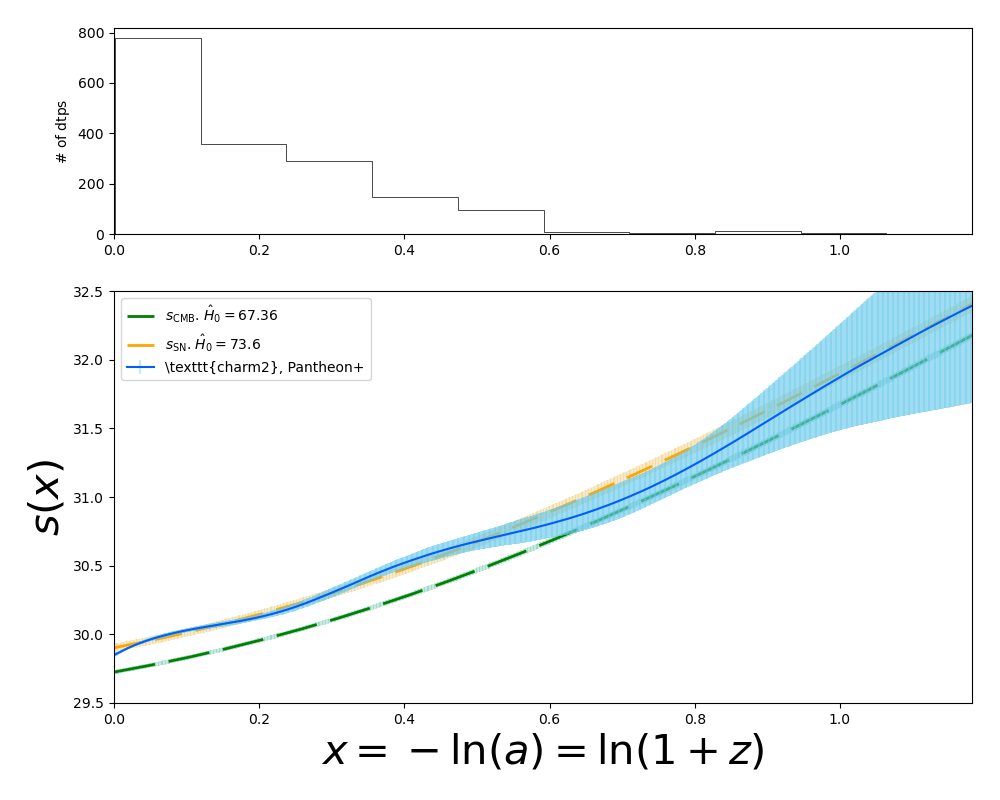 800
600
400
200
0
# of dtps
0.0 0.2 0.4 0.6 0.8 1.0
32.5
32.0
31.5
31.0
30.5
30.0
29.5
s(x)
s_CMB. Ĥ₀ = 67.36
s_SN. Ĥ₀ = 73.6
\texttt{charm2}, Pantheon+
0.0 0.2 0.4 0.6 0.8 1.0
x = −ln(a) = ln(1 + z)